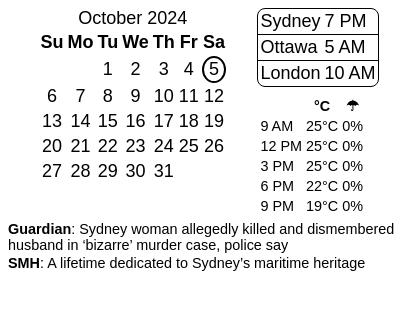 October 2024
Su Mo Tu We Th Fr Sa
1 2 3 4 5
6 7 8 9 10 11 12
13 14 15 16 17 18 19
20 21 22 23 24 25 26
27 28 29 30 31
Sydney 7 PM
Ottawa 5 AM
London 10 AM
°C ☂
9 AM 25°C 0%
12 PM 25°C 0%
3 PM 25°C 0%
6 PM 22°C 0%
9 PM 19°C 0%
Guardian: Sydney woman allegedly killed and dismembered
husband in ‘bizarre’ murder case, police say
SMH: A lifetime dedicated to Sydney’s maritime heritage